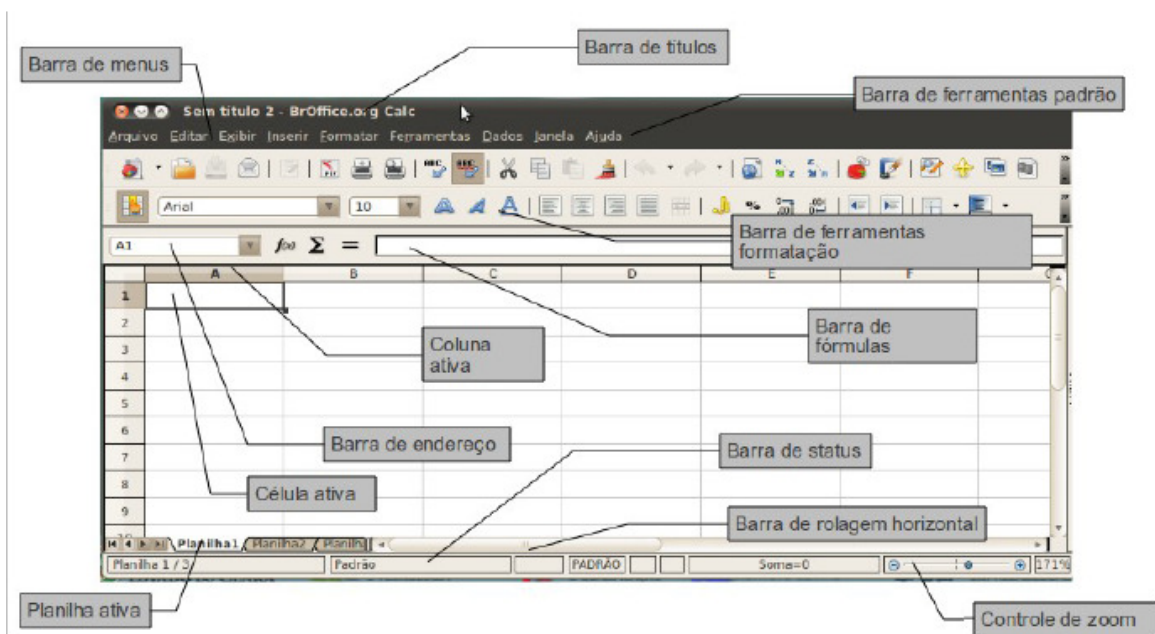 Barra de títulos
Barra de menus
Barra de ferramentas padrão
Sem título 2 - BrOffice.org Calc
Arquivo Editar Exibir Inserir Formatar Ferramentas Dados Janela Ajuda
Arial 10
Barra de ferramentas
formatação
A1 f(x) Σ =
A B C D E F
1
2
Barra de
fórmulas
Coluna
ativa
3
4
5
6
Barra de endereço
Barra de status
7
8
Célula ativa
9
Barra de rolagem horizontal
10
Planilha1 Planilha2
Planilha 1 / 3 Padrão PADRÃO Soma=0 171%
Planilha ativa
Controle de zoom